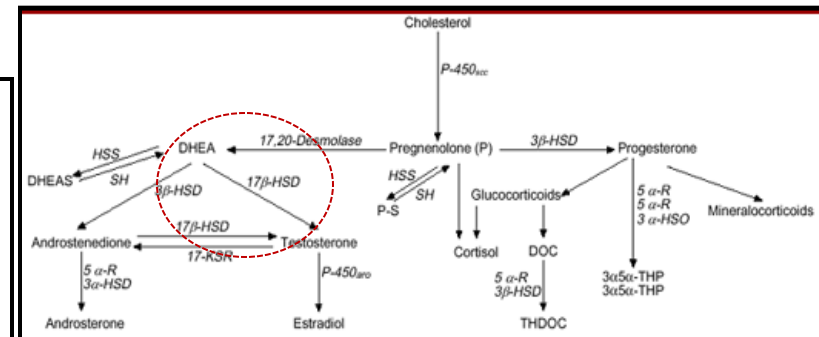 Cholesterol
P-450scc
DHEA
17,20-Desmolase
Pregnenolone (P)
3β-HSD
Progesterone
HSS
SH
DHEAS
3β-HSD
17β-HSD
HSS
SH
P-S
Glucocorticoids
5 α-R
5 α-R
3 α-HSO
Mineralocorticoids
Androstenedione
17β-HSD
17-KSR
Testosterone
Cortisol
DOC
5 α-R
3α-HSD
P-450aro
5 α-R
3β-HSD
3α5α-THP
3α5α-THP
Androsterone
Estradiol
THDOC